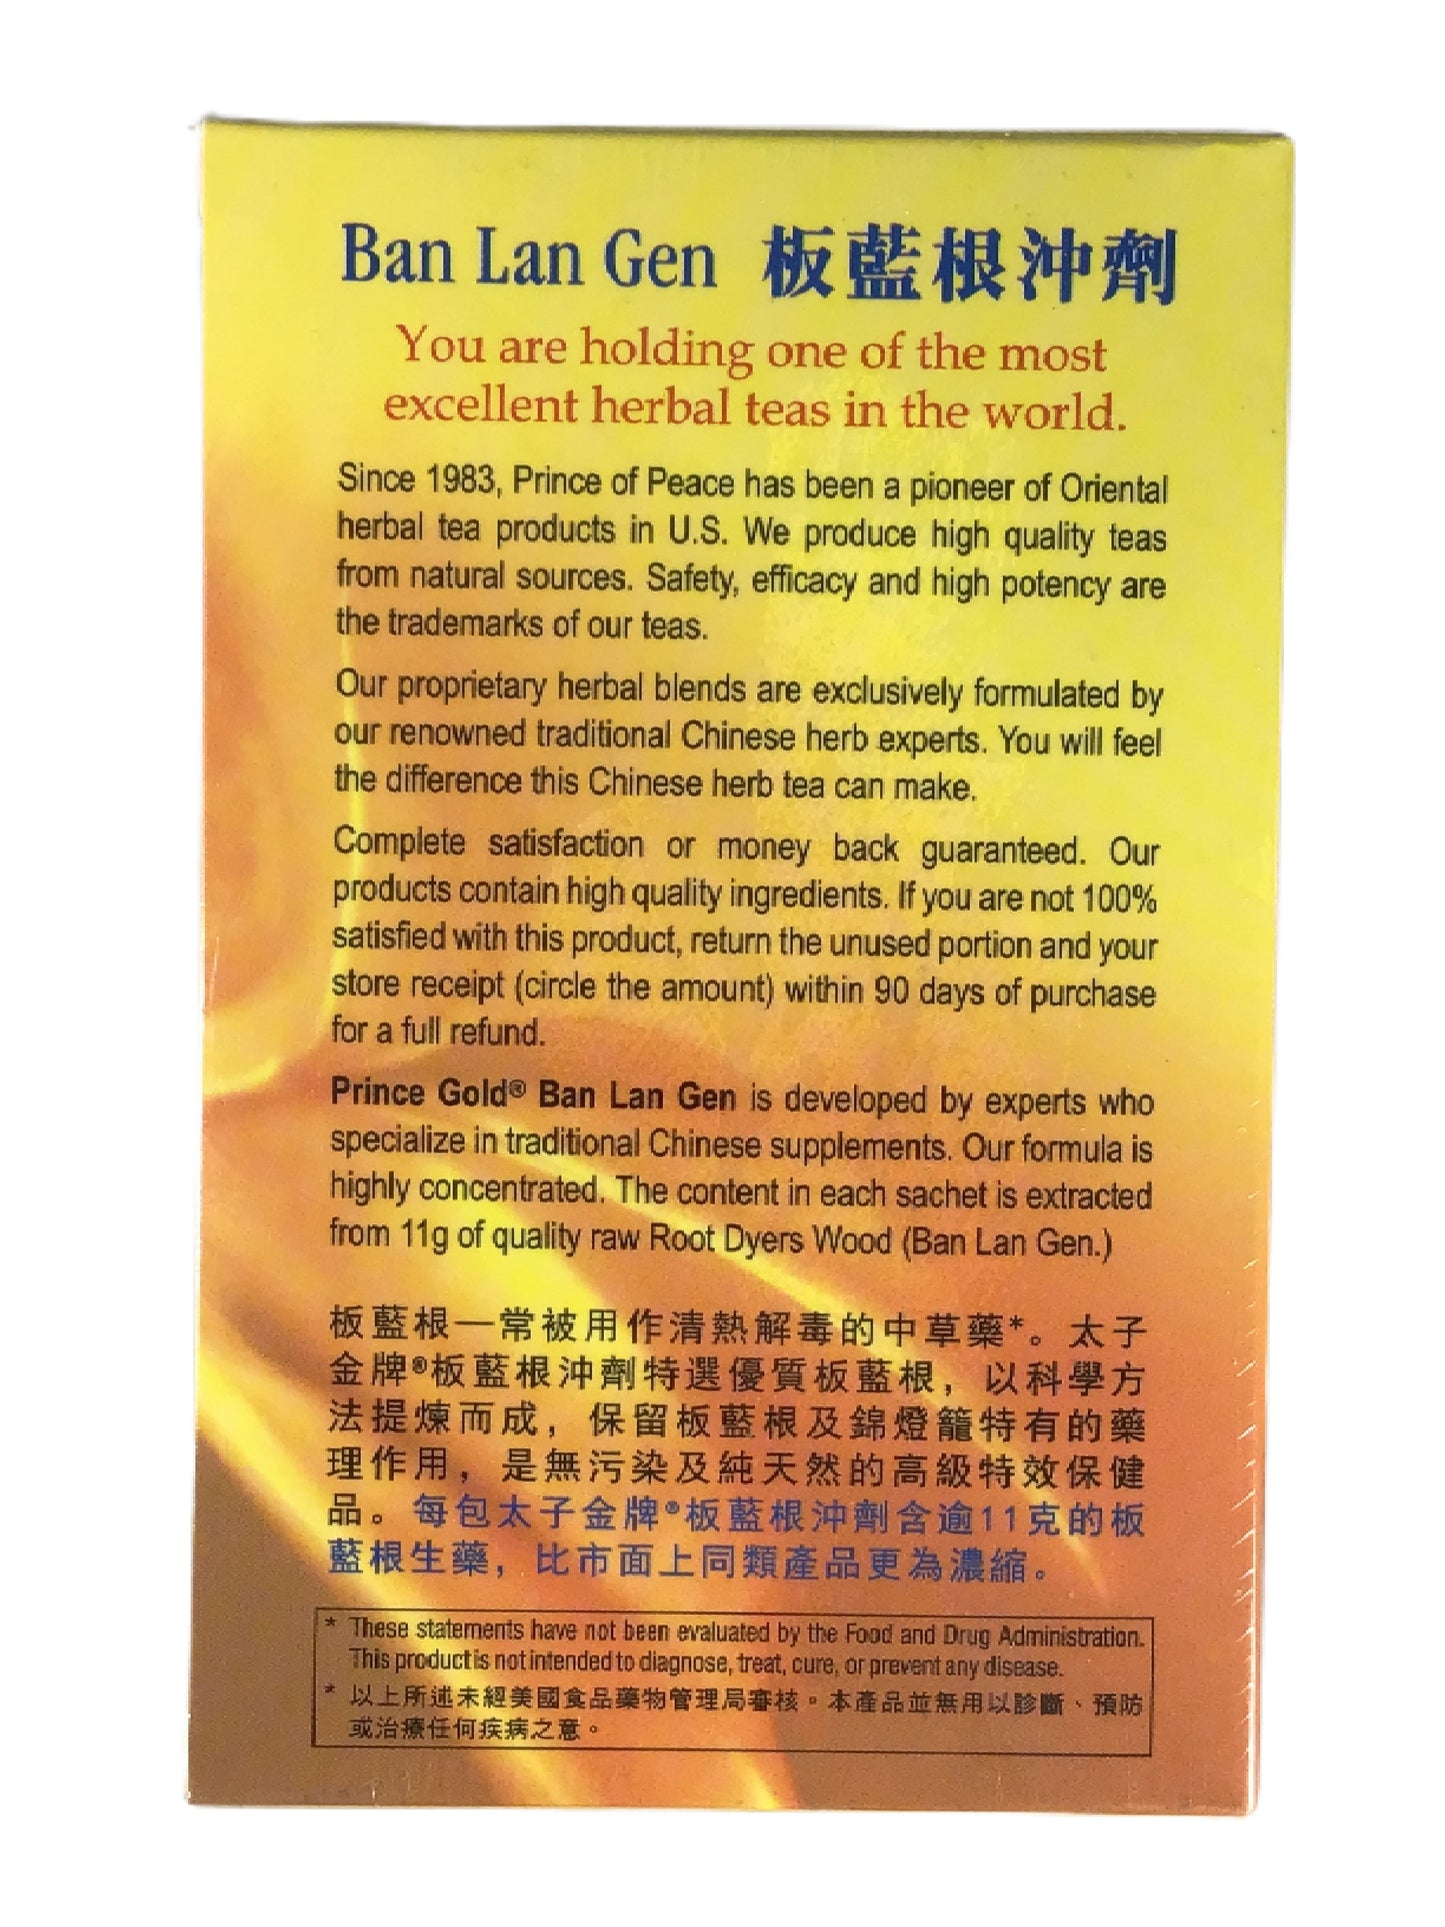 Ban Lan Gen 板藍根沖劑
You are holding one of the most
excellent herbal teas in the world.
Since 1983, Prince of Peace has been a pioneer of Oriental
herbal tea products in U.S. We produce high quality teas
from natural sources. Safety, efficacy and high potency are
the trademarks of our teas.
Our proprietary herbal blends are exclusively formulated by
our renowned traditional Chinese herb experts. You will feel
the difference this Chinese herb tea can make.
Complete satisfaction or money back guaranteed. Our
products contain high quality ingredients. If you are not 100%
satisfied with this product, return the unused portion and your
store receipt (circle the amount) within 90 days of purchase
for a full refund.
Prince Gold® Ban Lan Gen is developed by experts who
specialize in traditional Chinese supplements. Our formula is
highly concentrated. The content in each sachet is extracted
from 11g of quality raw Root Dyers Wood (Ban Lan Gen.)
板藍根一常被用作清熱解毒的中草藥*。太子
金牌®板藍根沖劑特選優質板藍根，以科學方
法提煉而成，保留板藍根及錦燈籠特有的藥
理作用，是無污染及純天然的高級特效保健
品。每包太子金牌®板藍根沖劑含逾11克的板
藍根生藥，比市面上同類產品更為濃縮。
* These statements have not been evaluated by the Food and Drug Administration.
This product is not intended to diagnose, treat, cure, or prevent any disease.
* 以上所述未經美國食品藥物管理局審核。本產品並無用以診斷、預防
或治療任何疾病之意。